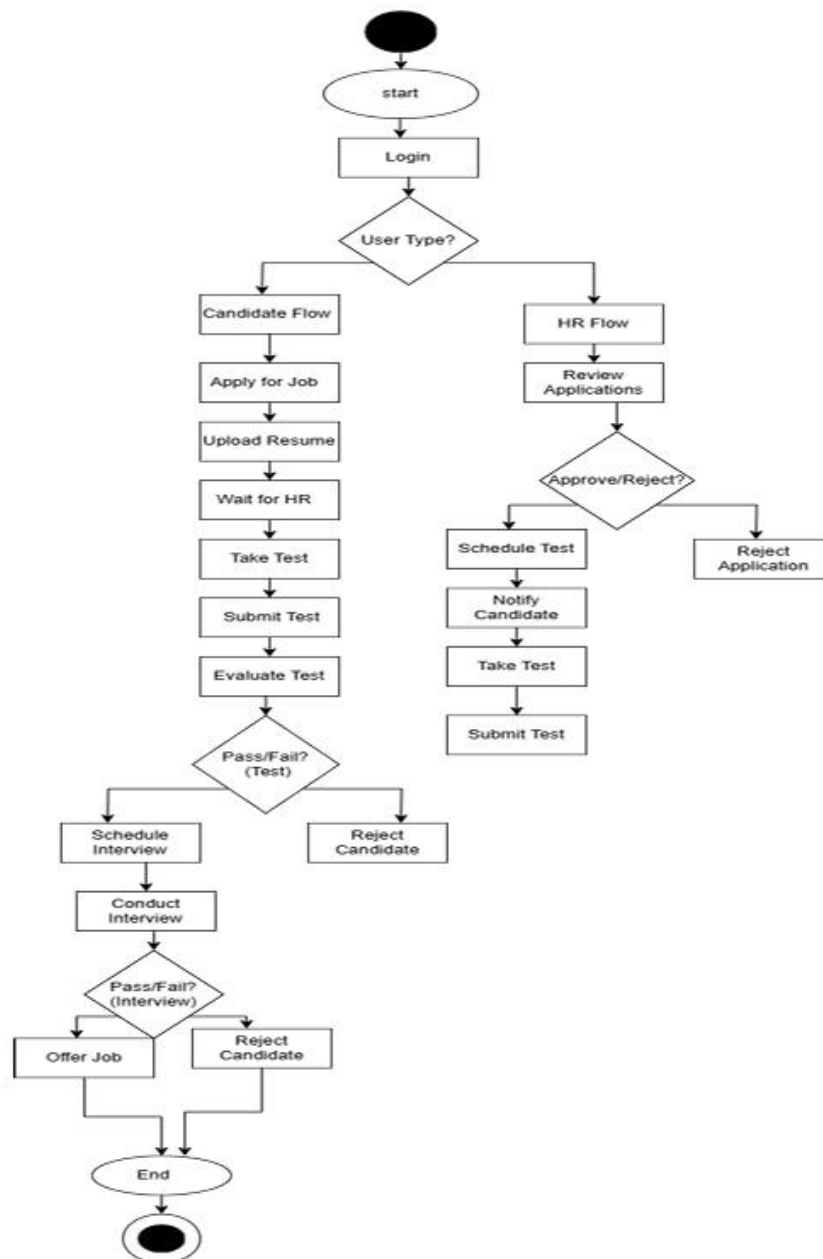 start
Login
User Type?
Candidate Flow
HR Flow
Apply for Job
Review
Applications
Upload Resume
Approve/Reject?
Wait for HR
Schedule Test
Reject
Application
Take Test
Notify
Candidate
Submit Test
Take Test
Evaluate Test
Submit Test
Pass/Fail?
(Test)
Schedule
Interview
Reject
Candidate
Conduct
Interview
Pass/Fail?
(Interview)
Offer Job
Reject
Candidate
End